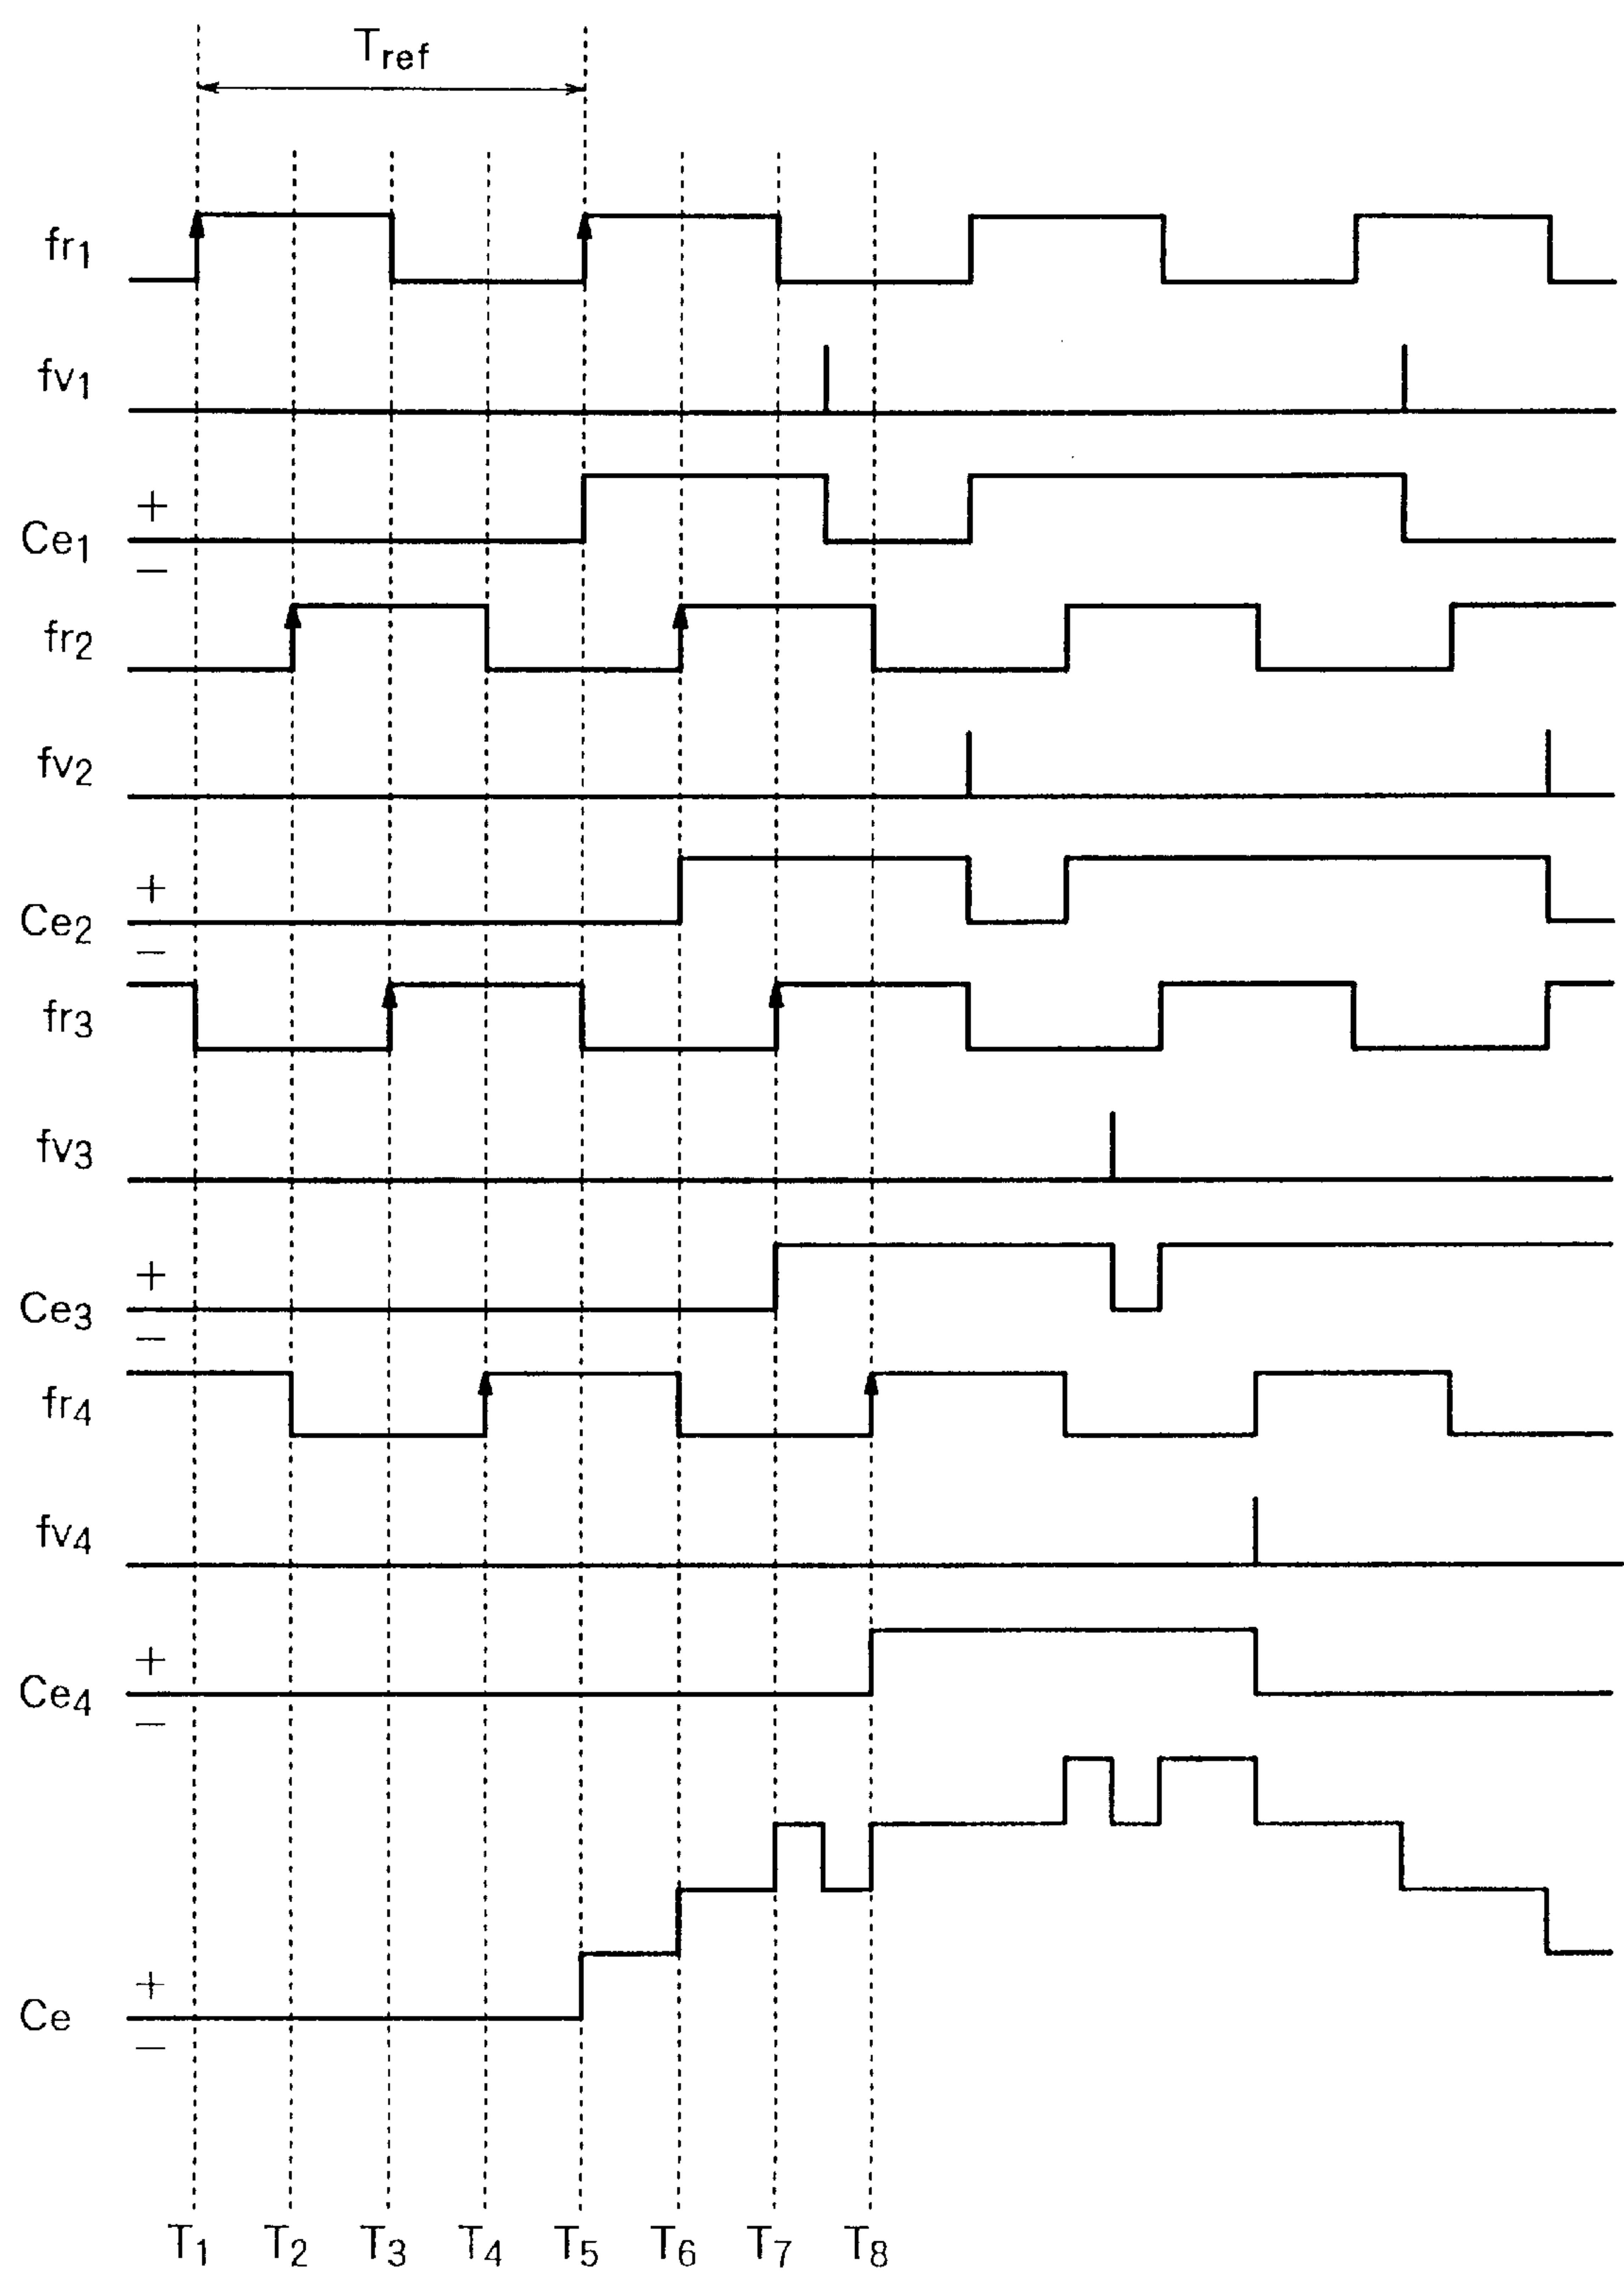 Tref
fr1
fv1
+
Ce1
−
fr2
fv2
+
Ce2
−
fr3
fv3
+
Ce3
−
fr4
fv4
+
Ce4
−
+
Ce
−
T1 T2 T3 T4 T5 T6 T7 T8